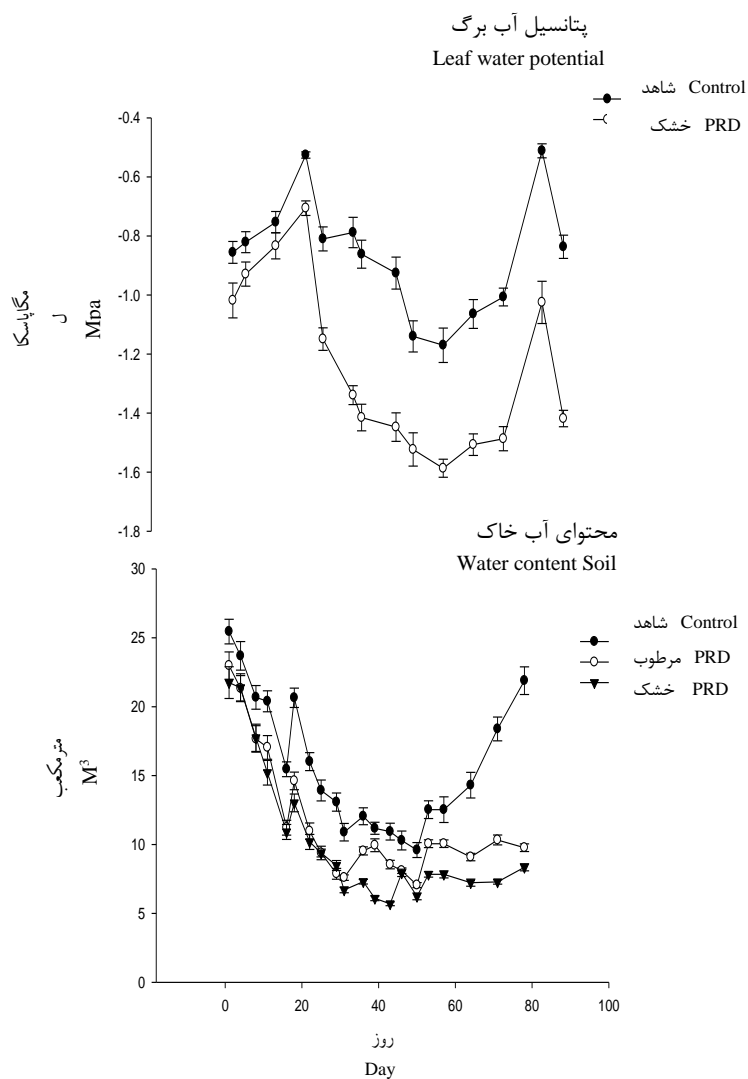 پتانسیل آب برگ
Leaf water potential
شاهد Control
خشک PRD
-0.4
-0.6
-0.8
-1.0
-1.2
-1.4
-1.6
-1.8
مگاپاسکا
ل
Mpa
محتوای آب خاک
Water content Soil
شاهد Control
مرطوب PRD
خشک PRD
30
25
20
15
10
5
0
مترمکعب
M³
0 20 40 60 80 100
روز
Day